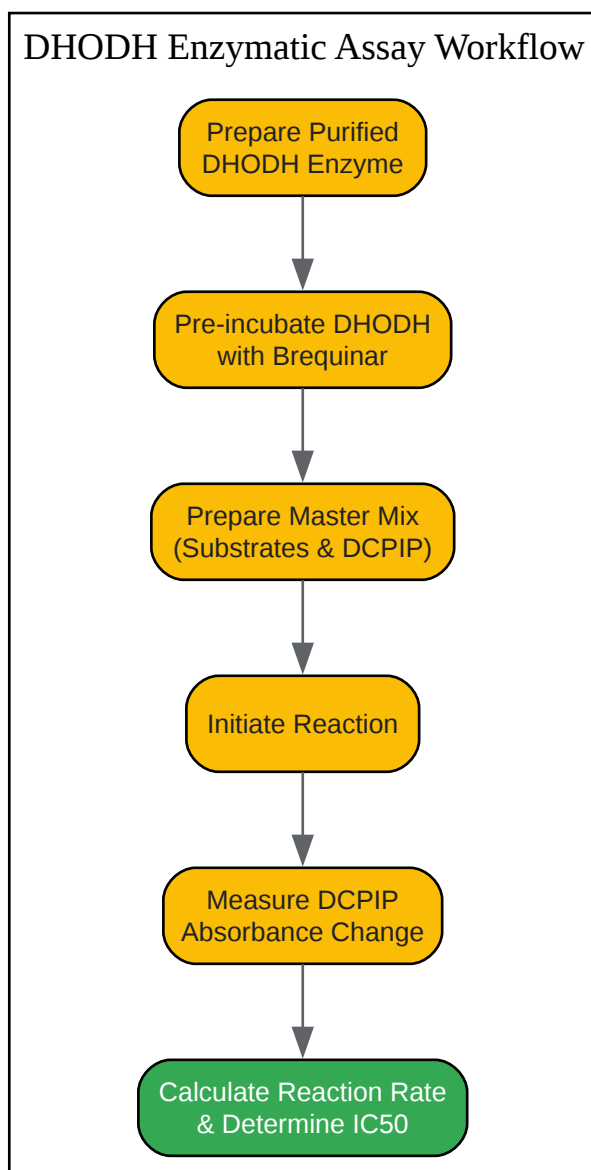 DHODH Enzymatic Assay Workflow
Prepare Purified
DHODH Enzyme
Pre-incubate DHODH
with Brequinar
Prepare Master Mix
(Substrates & DCPIP)
Initiate Reaction
Measure DCPIP
Absorbance Change
Calculate Reaction Rate
& Determine IC50